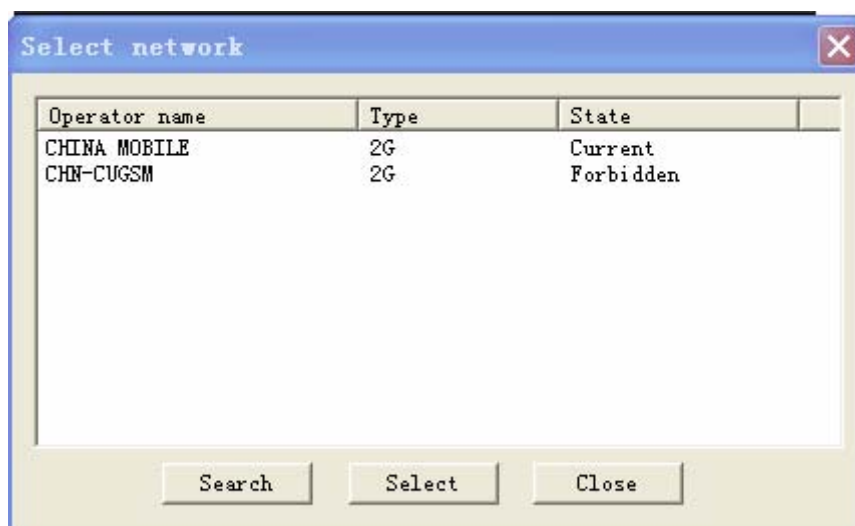 Select network
Operator name Type State
CHINA MOBILE 2G Current
CHN-CUGSM 2G Forbidden
Search Select Close